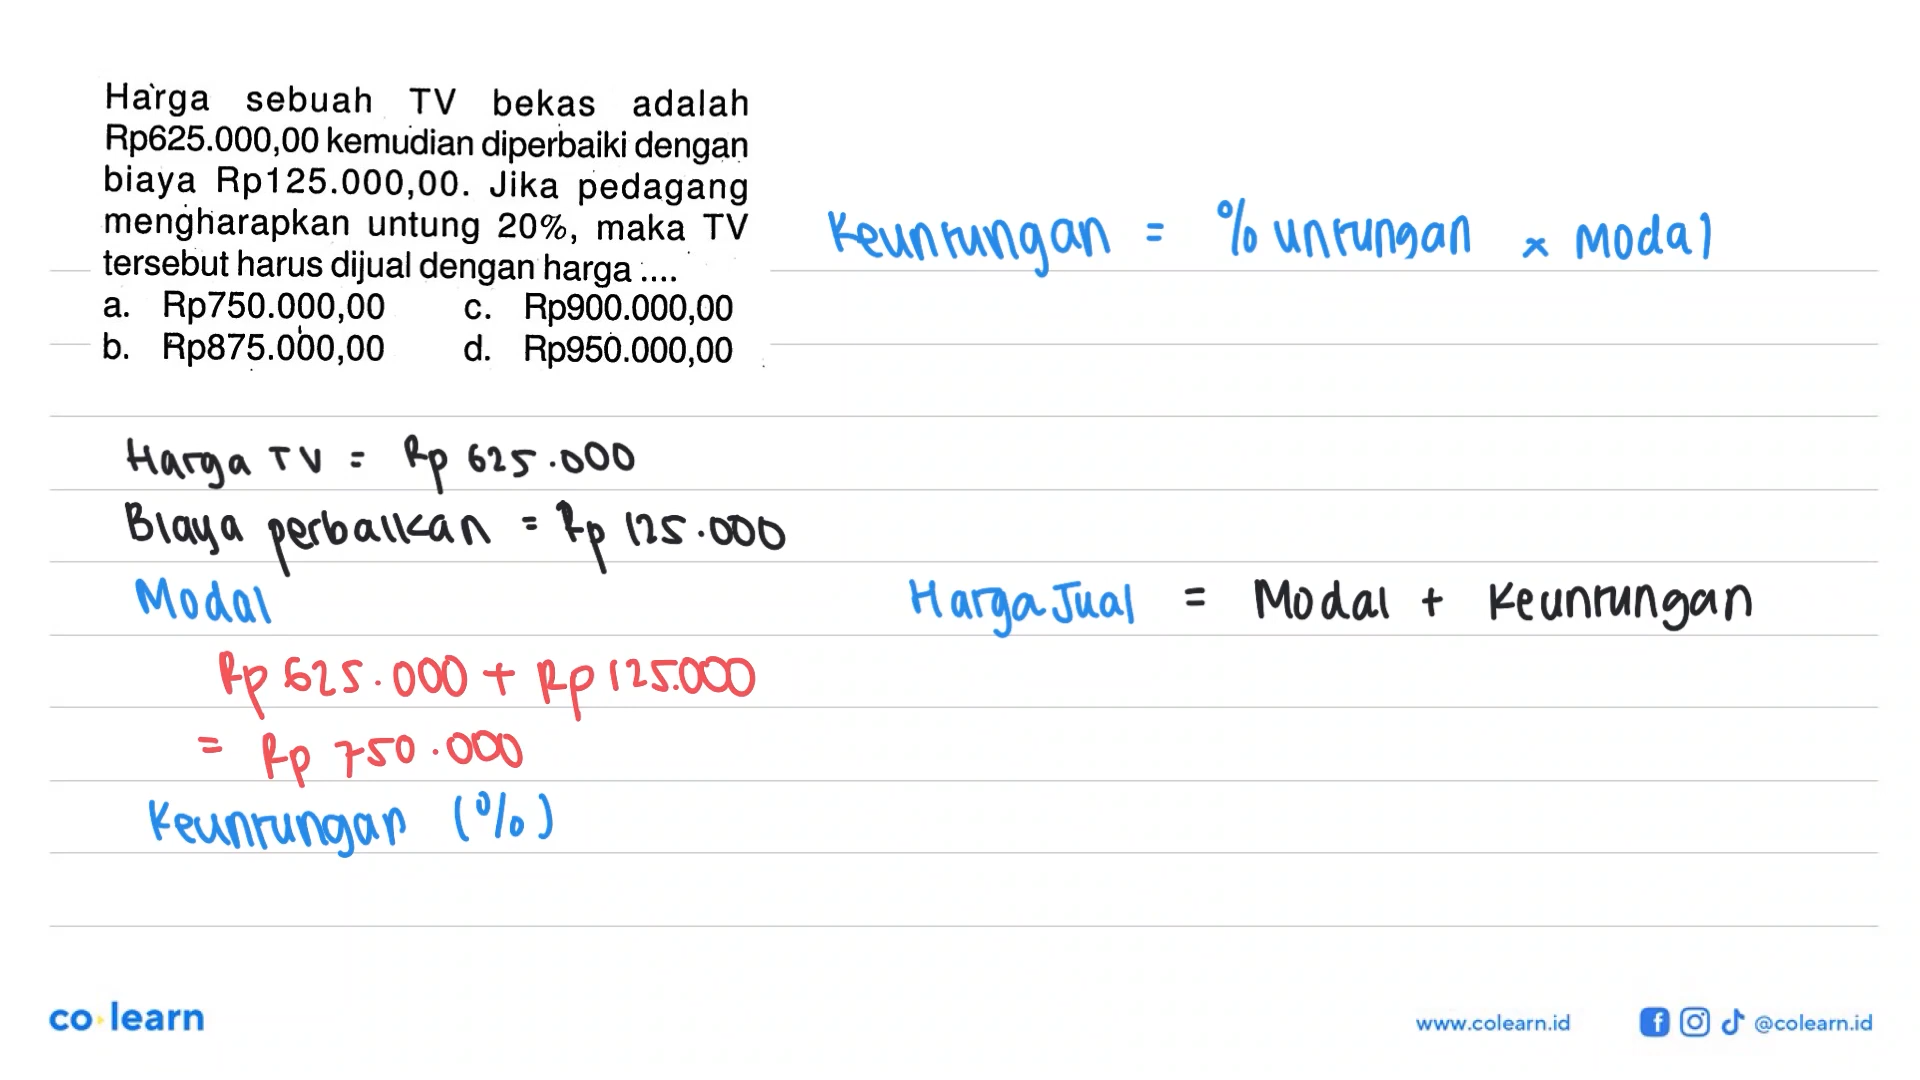 Harga sebuah TV bekas adalah
Rp625.000,00 kemudian diperbaiki dengan
biaya Rp125.000,00. Jika pedagang
mengharapkan untung 20%, maka TV
tersebut harus dijual dengan harga ....
a. Rp750.000,00 c. Rp900.000,00
b. Rp875.000,00 d. Rp950.000,00
Keuntungan = % untungan × Modal
Harga TV = Rp 625.000
Biaya perbaikan = Rp 125.000
Modal
Rp 625.000 + Rp 125.000
= Rp 750.000
Keuntungan (%)
Harga Jual = Modal + Keuntungan
co learn
www.colearn.id
@colearn.id